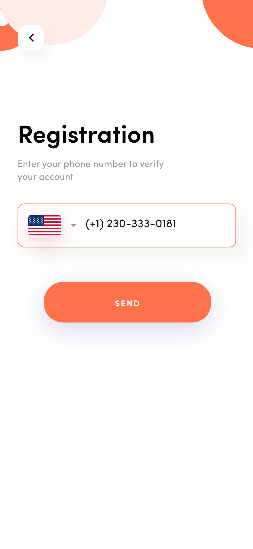 Registration
Enter your phone number to verify
your account
(+1) 230-333-0181
SEND